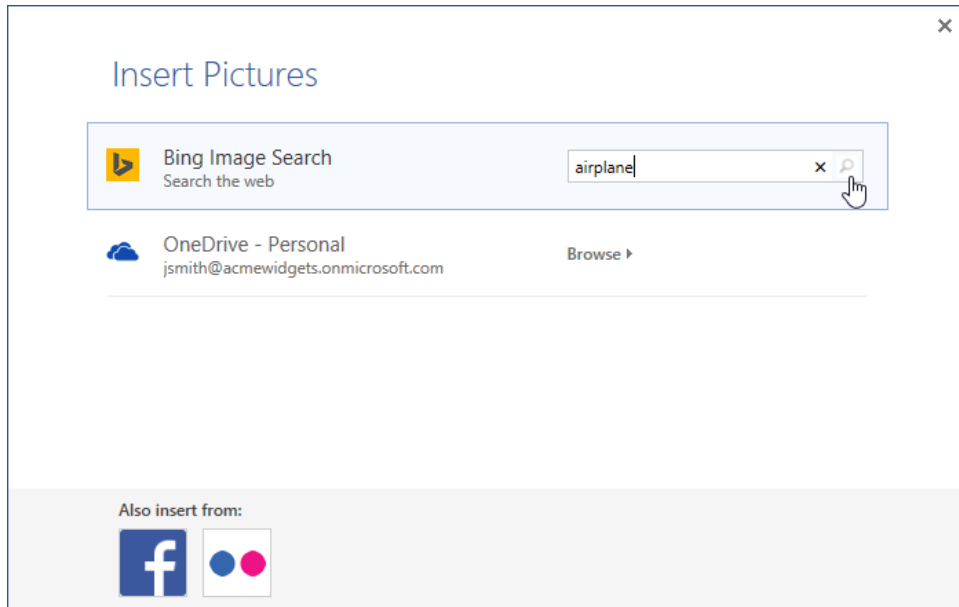 Insert Pictures
Bing Image Search
Search the web
airplane
OneDrive - Personal
jsmith@acmewidgets.onmicrosoft.com
Browse
Also insert from: